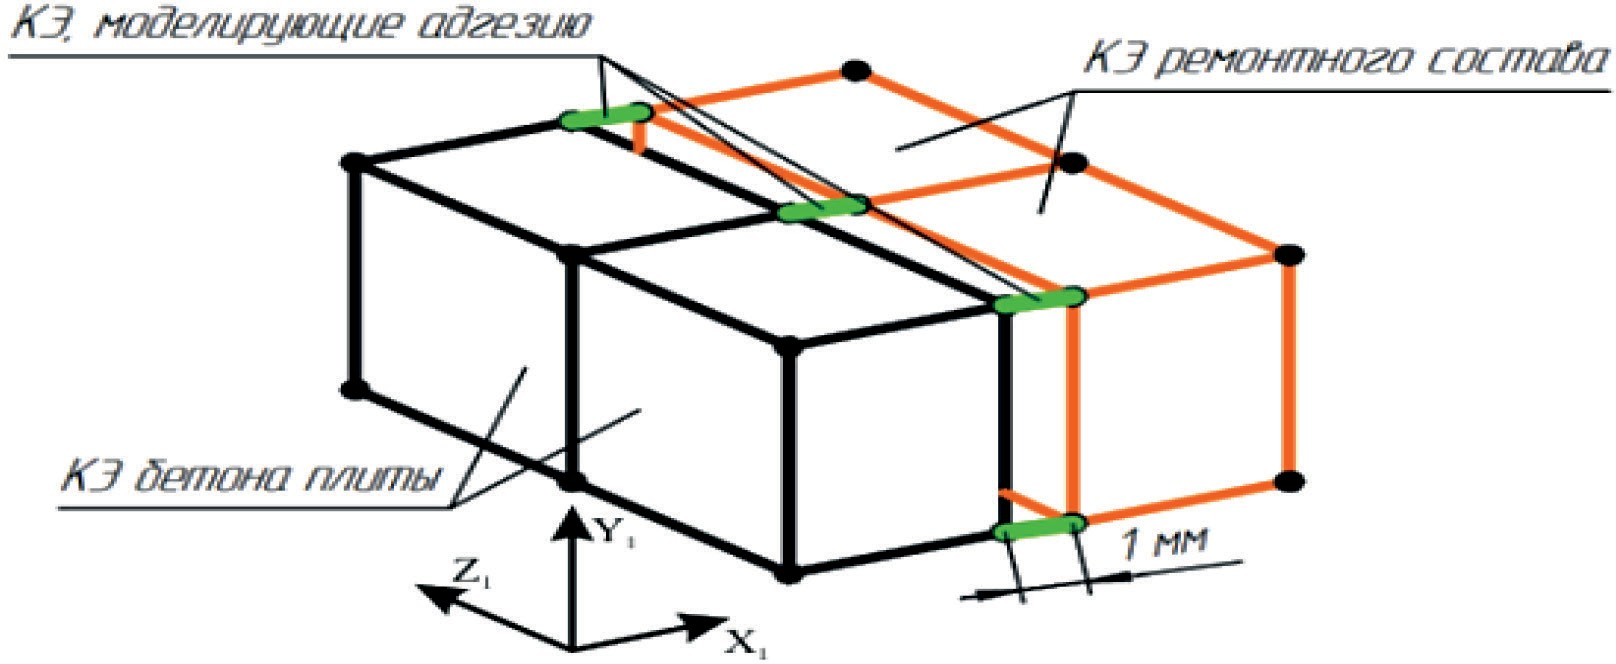 КЭ, моделирующие адгезию
КЭ ремонтного состава
КЭ бетона плиты
Y₁
Z₁
X₁
1 мм